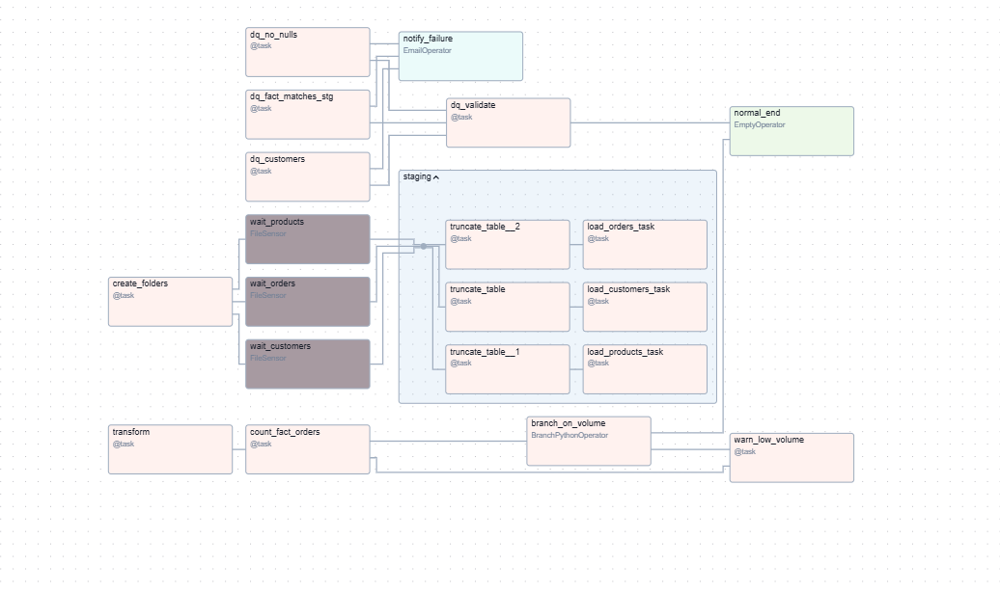 dq_no_nulls
@task
notify_failure
EmailOperator
dq_fact_matches_stg
@task
dq_validate
@task
normal_end
EmptyOperator
dq_customers
@task
staging
wait_products
FileSensor
truncate_table__2
@task
load_orders_task
@task
create_folders
@task
wait_orders
FileSensor
truncate_table
@task
load_customers_task
@task
wait_customers
FileSensor
truncate_table__1
@task
load_products_task
@task
transform
@task
count_fact_orders
@task
branch_on_volume
BranchPythonOperator
warn_low_volume
@task